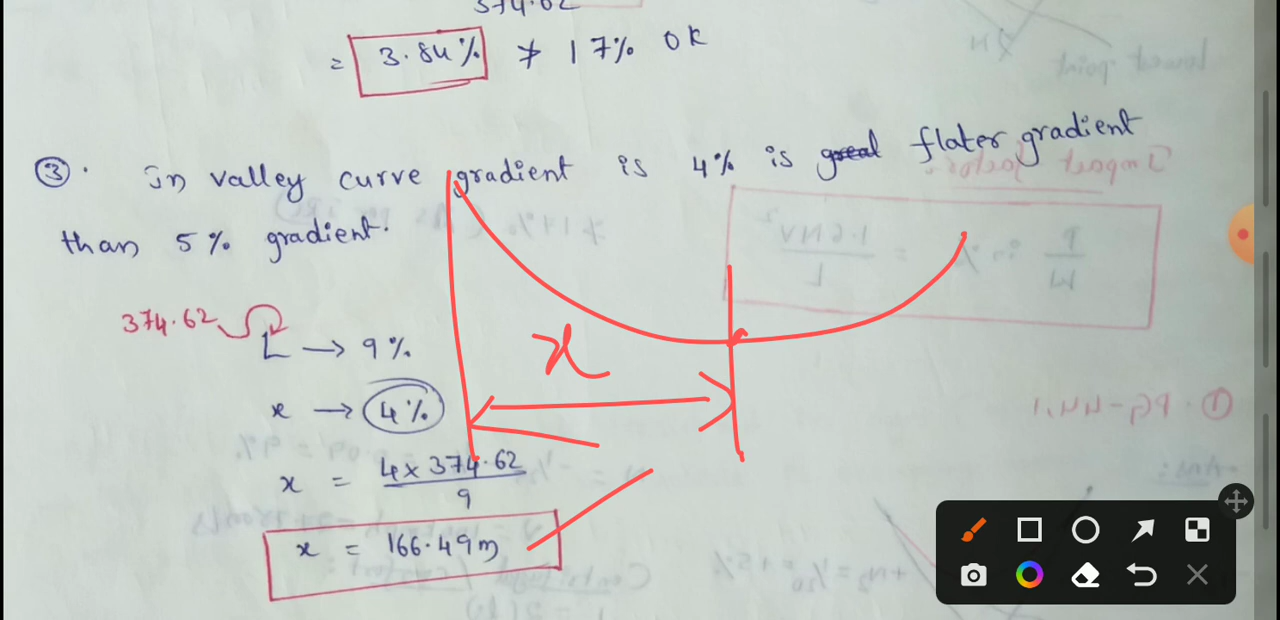 = 3.84% ≯ 17% OK
③. In valley curve gradient is 4% is flater gradient
than 5% gradient.
374.62
L → 9%
x → 4%
x = 4 x 374.62 / 9
x = 166.49m
x